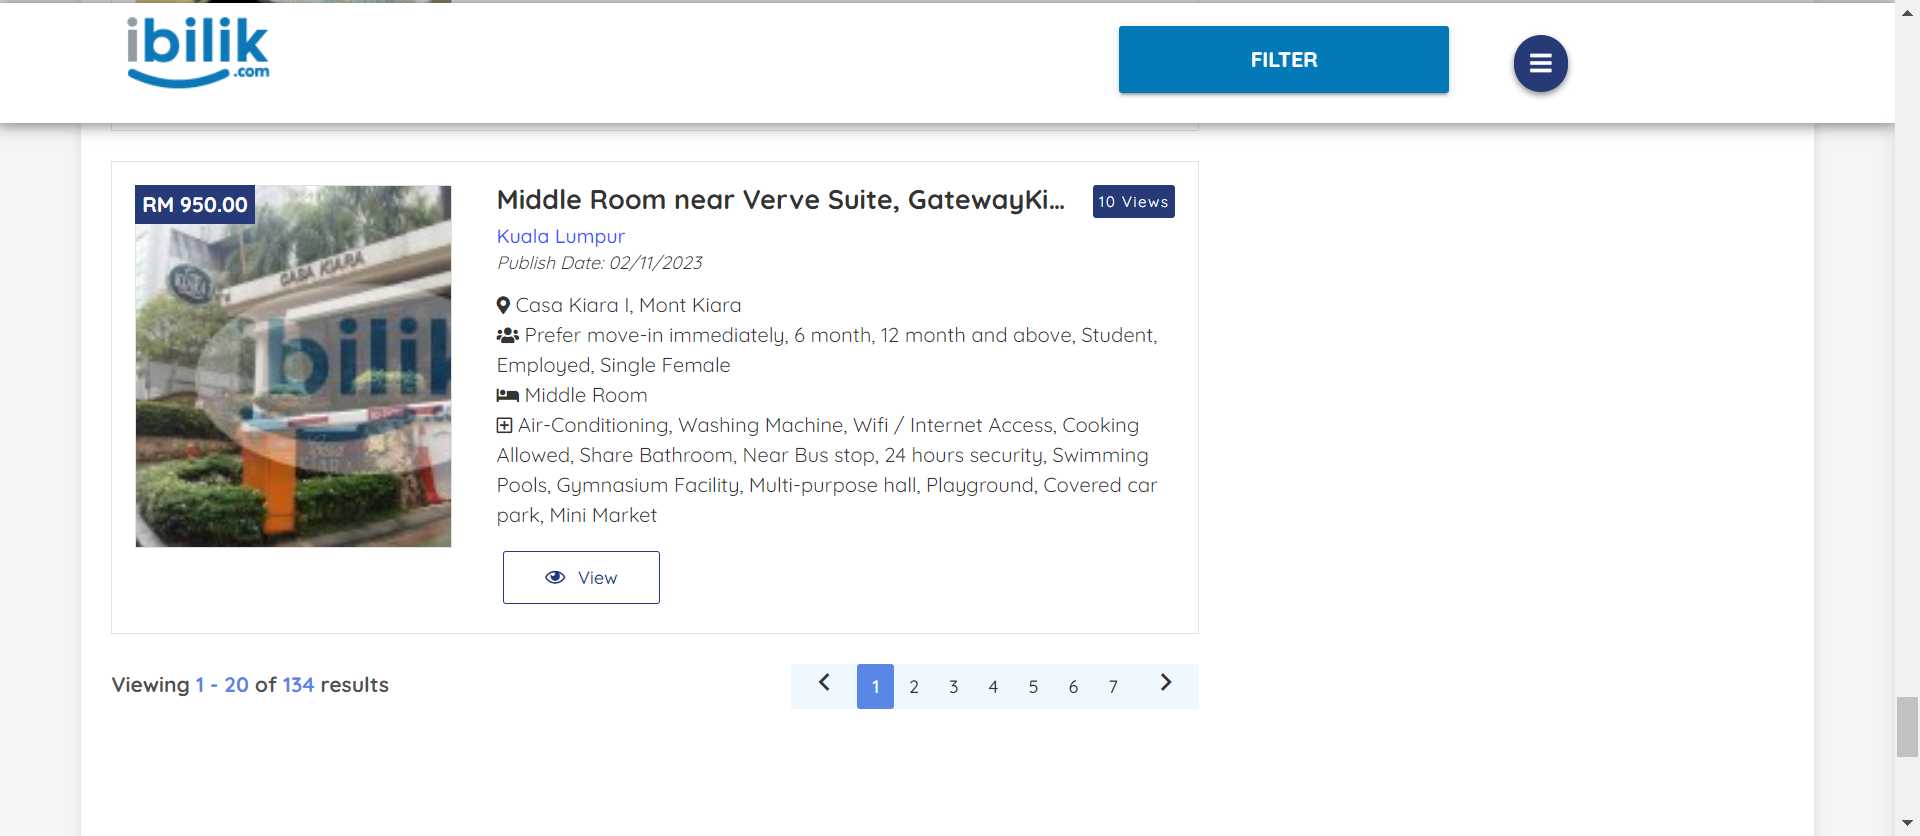 ibilik
.com
FILTER
RM 950.00
CASA KIARA
bilik
Middle Room near Verve Suite, GatewayKi...
10 Views
Kuala Lumpur
Publish Date: 02/11/2023
Casa Kiara I, Mont Kiara
Prefer move-in immediately, 6 month, 12 month and above, Student,
Employed, Single Female
Middle Room
Air-Conditioning, Washing Machine, Wifi / Internet Access, Cooking
Allowed, Share Bathroom, Near Bus stop, 24 hours security, Swimming
Pools, Gymnasium Facility, Multi-purpose hall, Playground, Covered car
park, Mini Market
View
Viewing 1 - 20 of 134 results
1 2 3 4 5 6 7